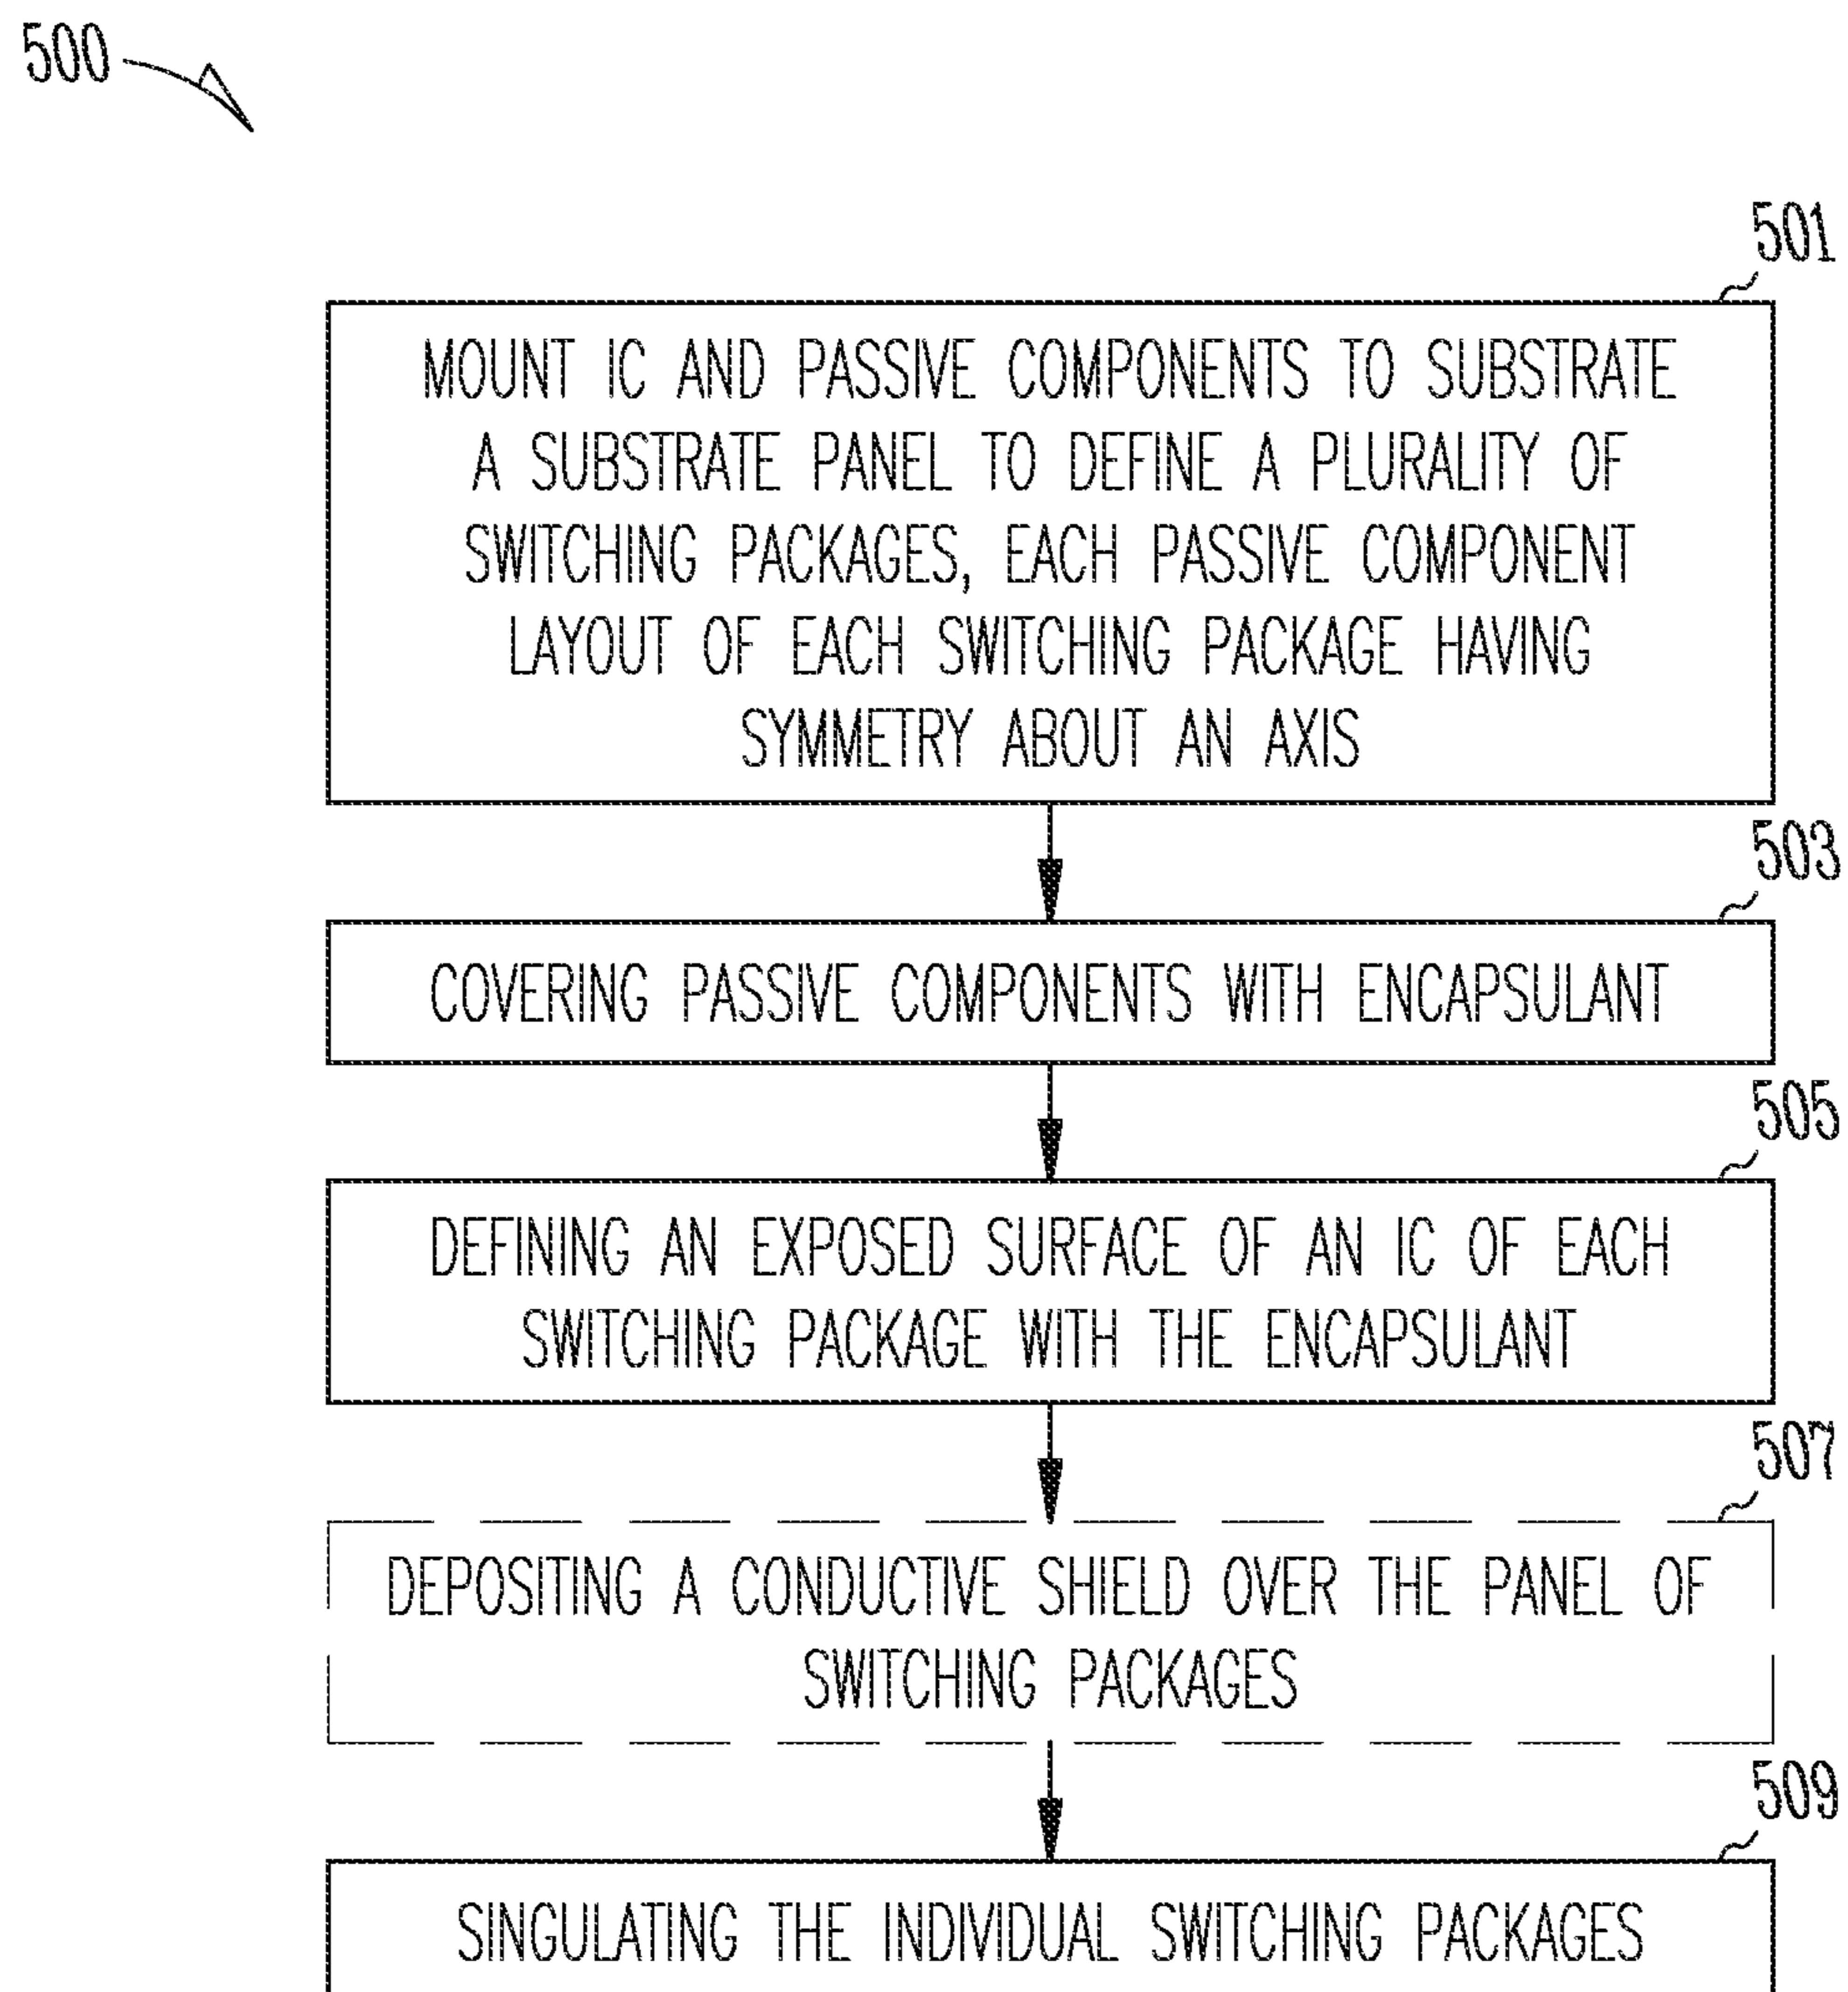 500
501
MOUNT IC AND PASSIVE COMPONENTS TO SUBSTRATE
A SUBSTRATE PANEL TO DEFINE A PLURALITY OF
SWITCHING PACKAGES, EACH PASSIVE COMPONENT
LAYOUT OF EACH SWITCHING PACKAGE HAVING
SYMMETRY ABOUT AN AXIS
503
COVERING PASSIVE COMPONENTS WITH ENCAPSULANT
505
DEFINING AN EXPOSED SURFACE OF AN IC OF EACH
SWITCHING PACKAGE WITH THE ENCAPSULANT
507
DEPOSITING A CONDUCTIVE SHIELD OVER THE PANEL OF
SWITCHING PACKAGES
509
SINGULATING THE INDIVIDUAL SWITCHING PACKAGES